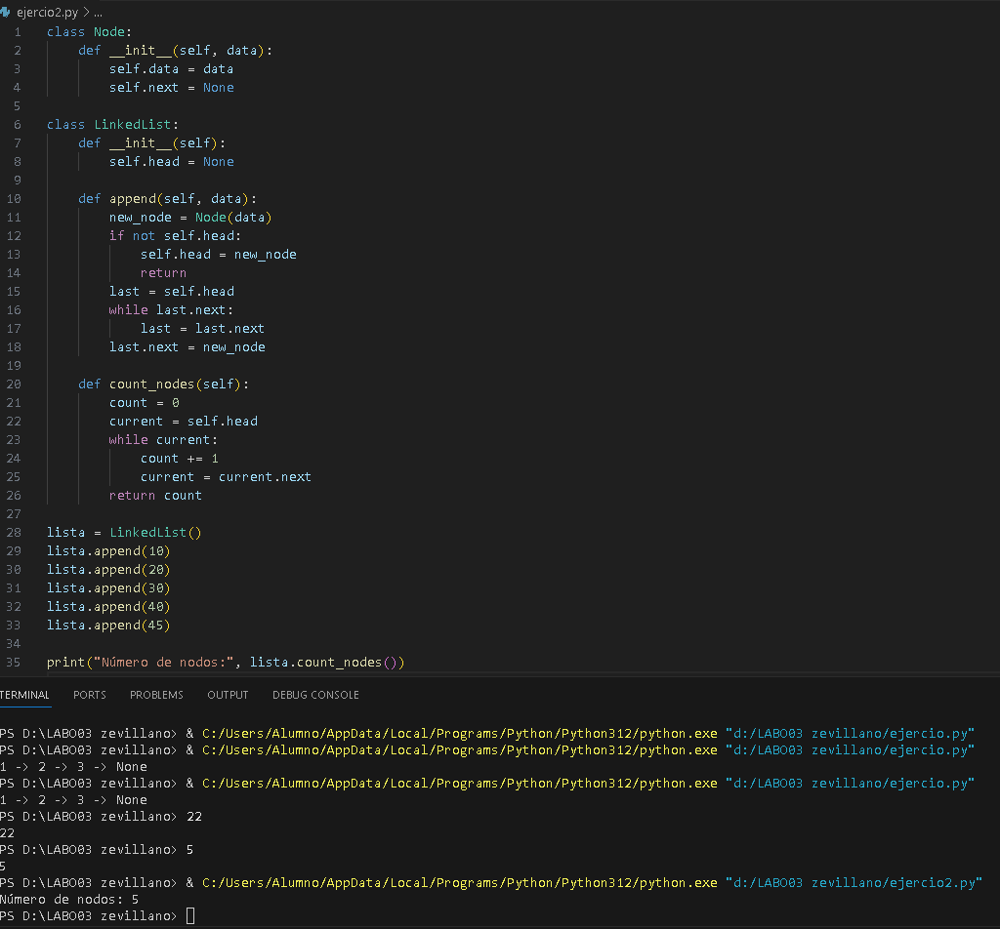 ejercio2.py > ...
1 class Node:
2     def __init__(self, data):
3         self.data = data
4         self.next = None
5
6 class LinkedList:
7     def __init__(self):
8         self.head = None
9
10     def append(self, data):
11         new_node = Node(data)
12         if not self.head:
13             self.head = new_node
14             return
15         last = self.head
16         while last.next:
17             last = last.next
18         last.next = new_node
19
20     def count_nodes(self):
21         count = 0
22         current = self.head
23         while current:
24             count += 1
25             current = current.next
26         return count
27
28 lista = LinkedList()
29 lista.append(10)
30 lista.append(20)
31 lista.append(30)
32 lista.append(40)
33 lista.append(45)
34
35 print("Número de nodos:", lista.count_nodes())
TERMINAL PORTS PROBLEMS OUTPUT DEBUG CONSOLE
PS D:\LABO03 zevillano> & C:/Users/Alumno/AppData/Local/Programs/Python/Python312/python.exe "d:/LABO03 zevillano/ejercio.py"
PS D:\LABO03 zevillano> & C:/Users/Alumno/AppData/Local/Programs/Python/Python312/python.exe "d:/LABO03 zevillano/ejercio.py"
1 -> 2 -> 3 -> None
PS D:\LABO03 zevillano> & C:/Users/Alumno/AppData/Local/Programs/Python/Python312/python.exe "d:/LABO03 zevillano/ejercio.py"
1 -> 2 -> 3 -> None
PS D:\LABO03 zevillano> 22
22
PS D:\LABO03 zevillano> 5
5
PS D:\LABO03 zevillano> & C:/Users/Alumno/AppData/Local/Programs/Python/Python312/python.exe "d:/LABO03 zevillano/ejercio2.py"
Número de nodos: 5
PS D:\LABO03 zevillano>